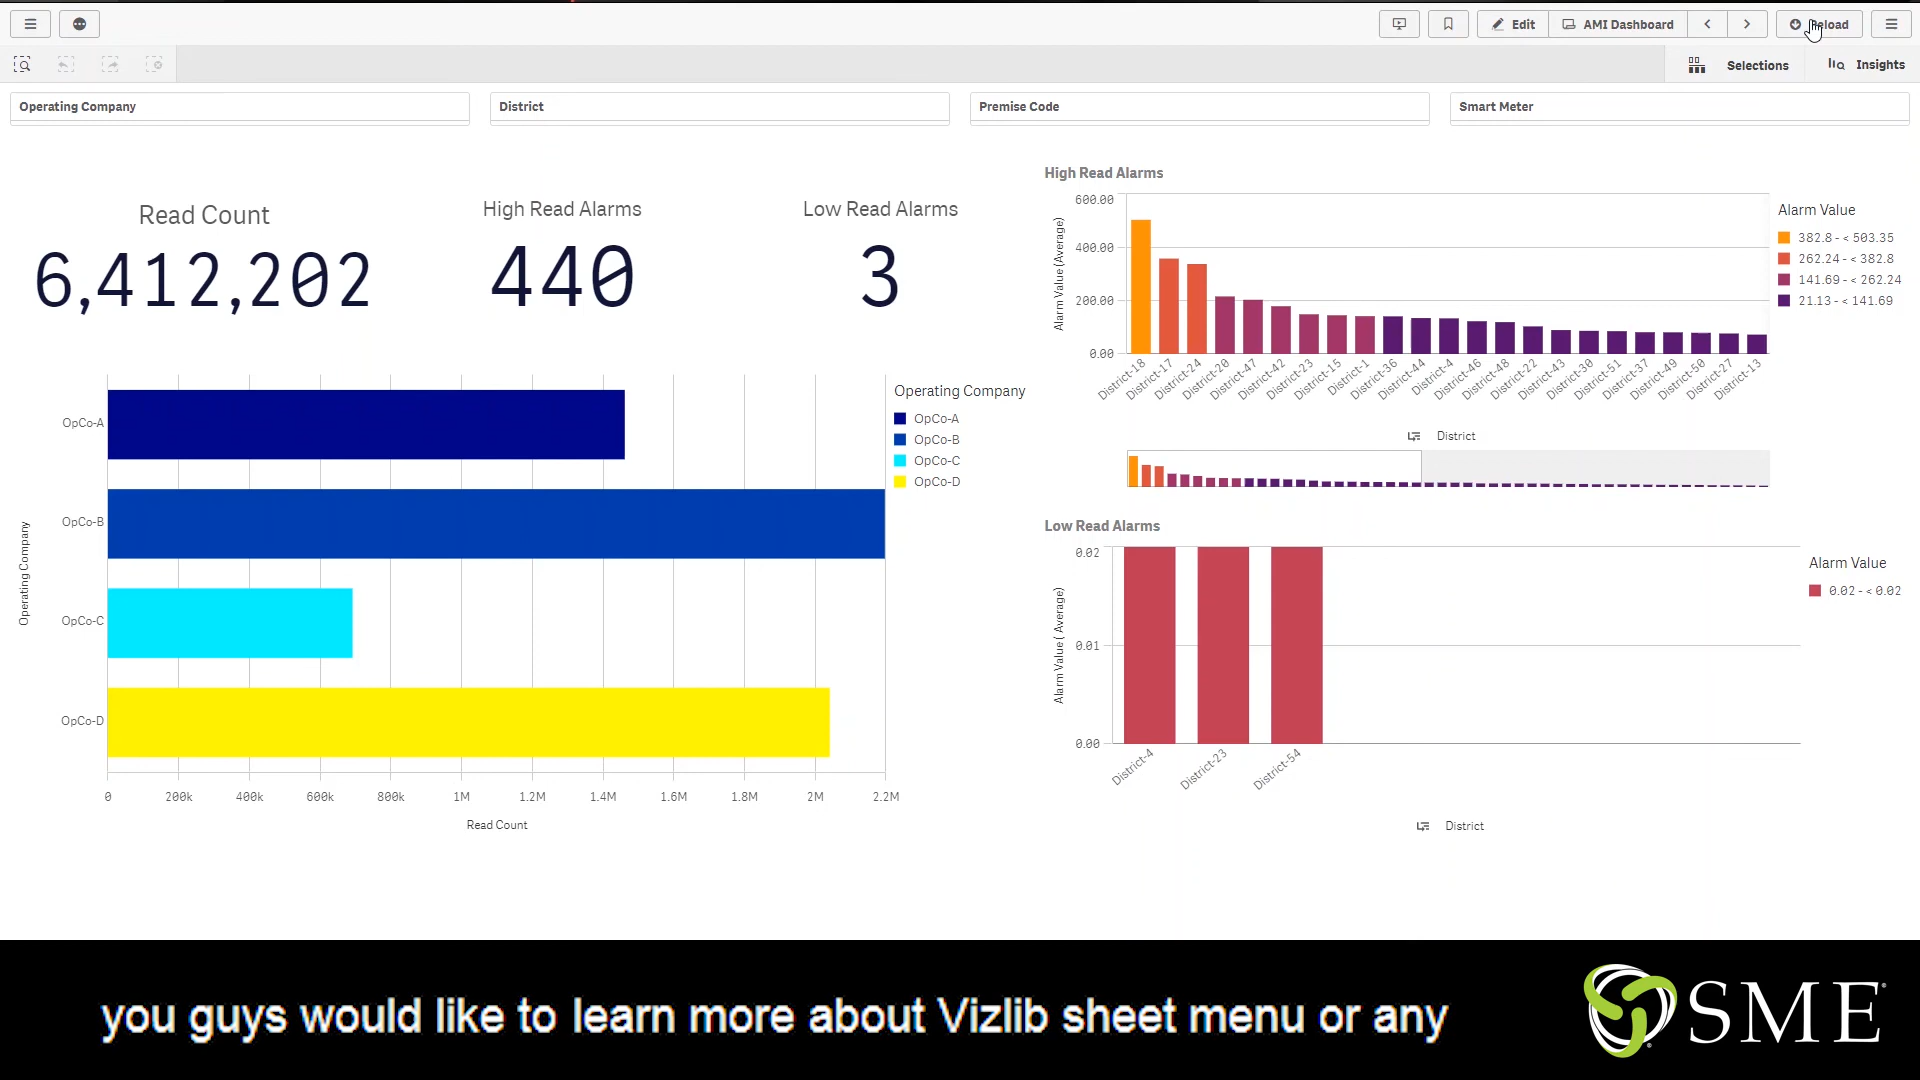 Edit
AMI Dashboard
Selections
Insights
Operating Company
District
Premise Code
Smart Meter
Read Count
6,412,202
High Read Alarms
440
Low Read Alarms
3
Operating Company
OpCo-A
OpCo-B
OpCo-C
OpCo-D
0 200k 400k 600k 800k 1M 1.2M 1.4M 1.6M 1.8M 2M 2.2M
Read Count
Operating Company
OpCo-A
OpCo-B
OpCo-C
OpCo-D
High Read Alarms
Alarm Value (Average)
600.00
400.00
200.00
0.00
District-18 District-17 District-24 District-20 District-47 District-42 District-23 District-15 District-1 District-36 District-44 District-4 District-46 District-48 District-22 District-43 District-30 District-51 District-37 District-49 District-50 District-27 District-13
District
Alarm Value
382.8 - < 503.35
262.24 - < 382.8
141.69 - < 262.24
21.13 - < 141.69
Low Read Alarms
Alarm Value ( Average)
0.02
0.01
0.00
District-4 District-23 District-54
District
Alarm Value
0.02 - < 0.02
you guys would like to learn more about Vizlib sheet menu or any
SME